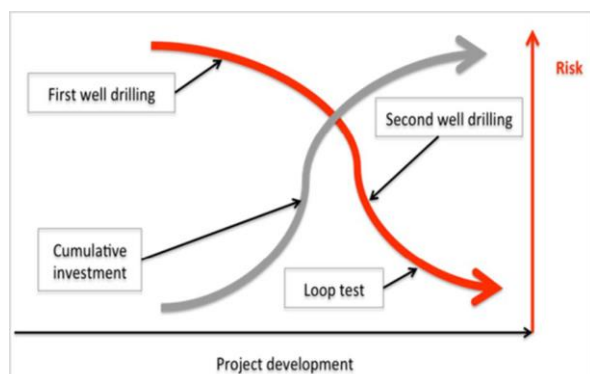 Risk
First well drilling
Second well drilling
Cumulative
investment
Loop test
Project development